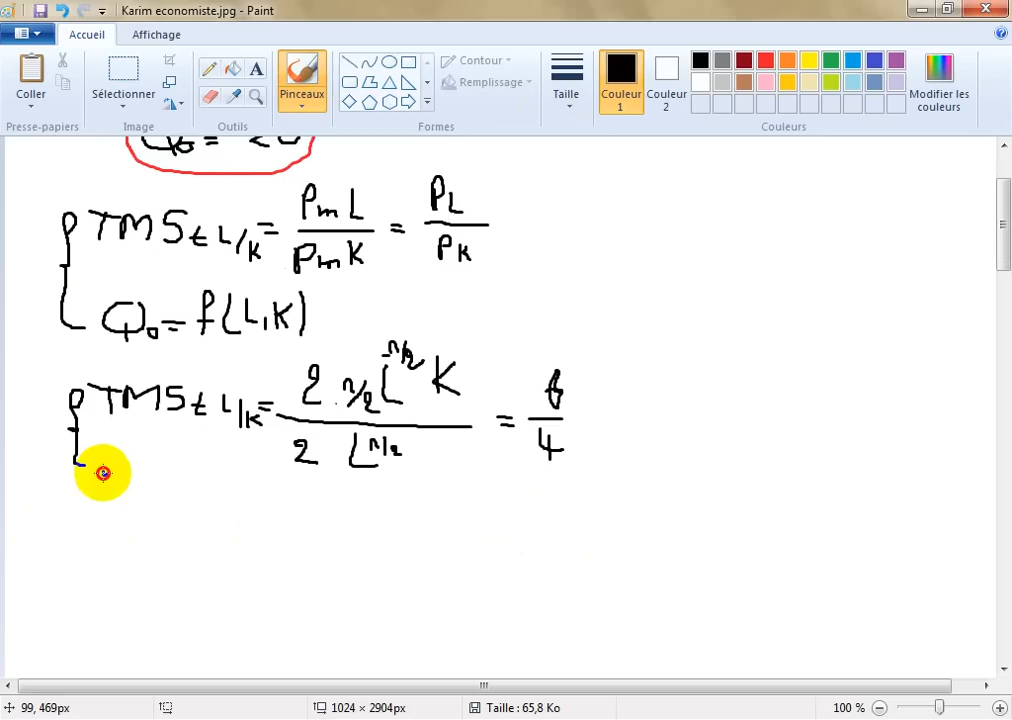 Karim economiste.jpg - Paint
Accueil Affichage
Coller
Sélectionner
Pinceaux
Contour
Remplissage
Taille
Couleur 1
Couleur 2
Modifier les couleurs
Presse-papiers Image Outils Formes Couleurs
TMSt L/K = PmL / PmK = PL / PK
Q0 = f(L,K)
TMSt L/K = 2 1/2 L^-1/2 K / 2 L^1/2 = 8 / 4
99, 469px
1024 × 2904px
Taille : 65,8 Ko
100 %